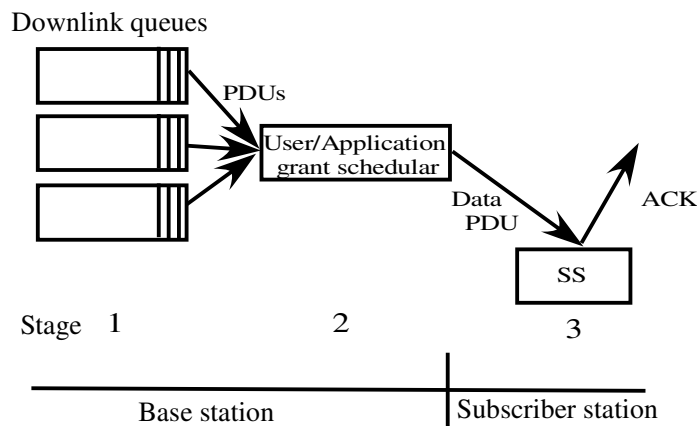 Downlink queues
PDUs
User/Application
grant schedular
Data
PDU
ACK
SS
Stage 1 2 3
Base station Subscriber station